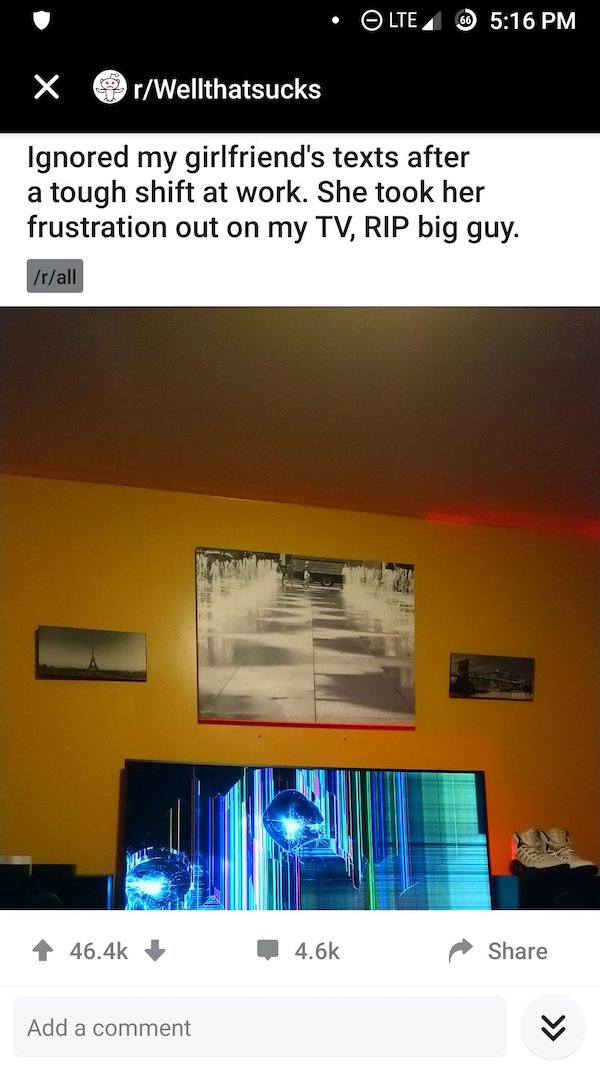 LTE 66 5:16 PM
r/Wellthatsucks
Ignored my girlfriend's texts after
a tough shift at work. She took her
frustration out on my TV, RIP big guy.
/r/all
46.4k 4.6k Share
Add a comment